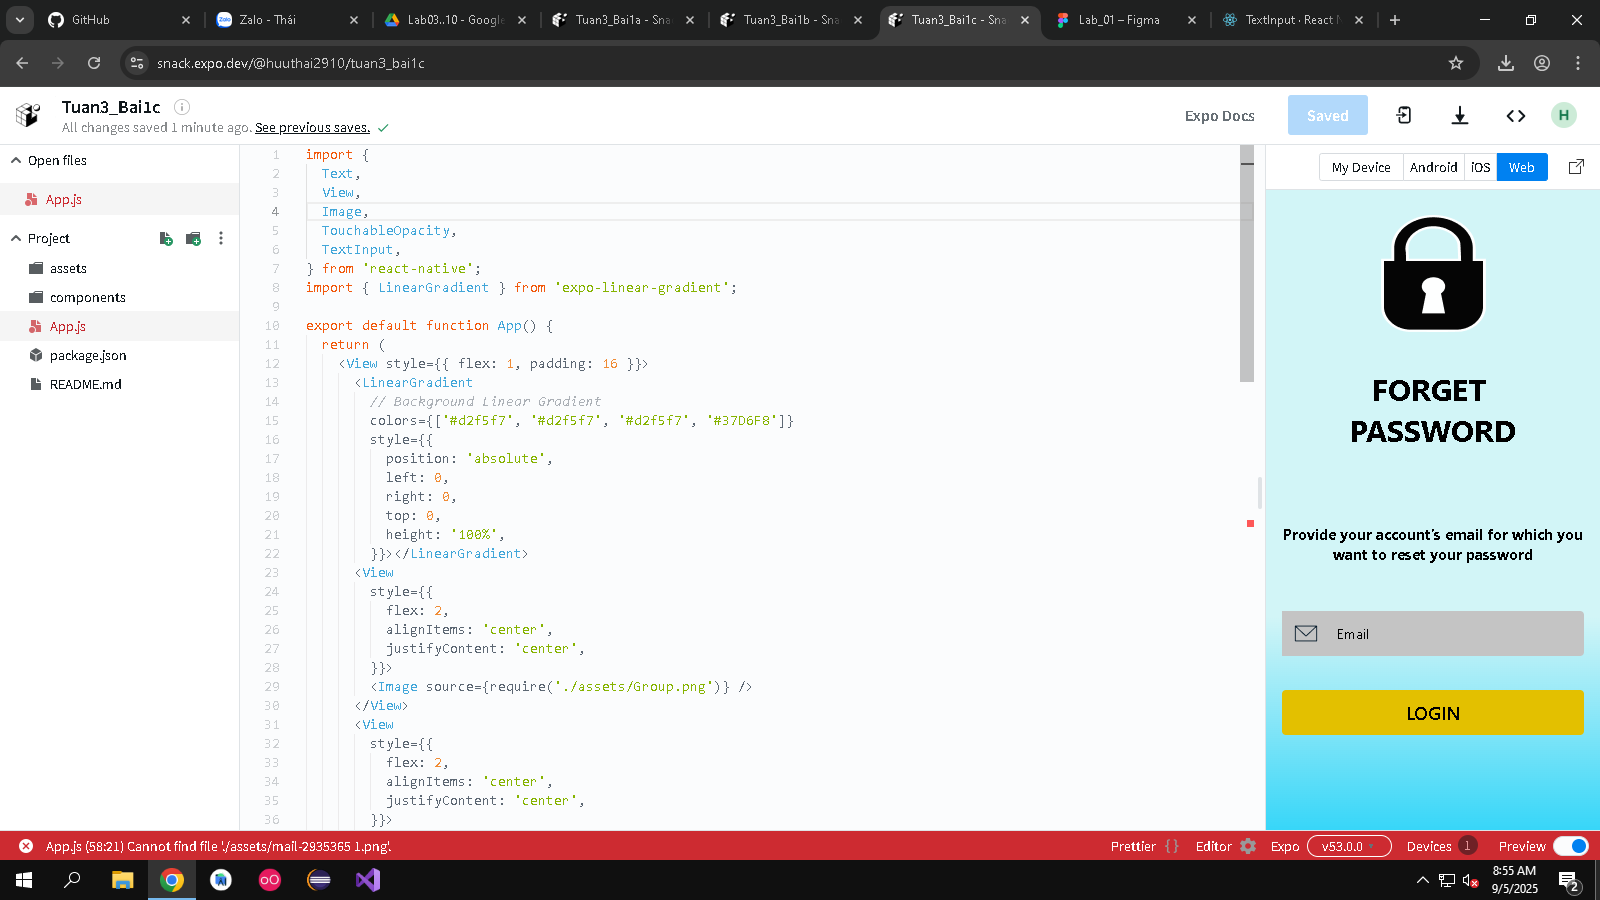 GitHub
Zalo - Thái
Lab03..10 - Google
Tuan3_Bai1a - Sna
Tuan3_Bai1b - Sna
Tuan3_Bai1c - Sna
Lab_01 – Figma
TextInput · React N
snack.expo.dev/@huuthai2910/tuan3_bai1c
Tuan3_Bai1c
All changes saved 1 minute ago. See previous saves.
Expo Docs
Saved
H
Open files
App.js
Project
assets
components
App.js
package.json
README.md
1 import {
2 Text,
3 View,
4 Image,
5 TouchableOpacity,
6 TextInput,
7 } from 'react-native';
8 import { LinearGradient } from 'expo-linear-gradient';
9
10 export default function App() {
11 return (
12 <View style={{ flex: 1, padding: 16 }}>
13 <LinearGradient
14 // Background Linear Gradient
15 colors={['#d2f5f7', '#d2f5f7', '#d2f5f7', '#37D6F8']}
16 style={{
17 position: 'absolute',
18 left: 0,
19 right: 0,
20 top: 0,
21 height: '100%',
22 }}></LinearGradient>
23 <View
24 style={{
25 flex: 2,
26 alignItems: 'center',
27 justifyContent: 'center',
28 }}>
29 <Image source={require('./assets/Group.png')} />
30 </View>
31 <View
32 style={{
33 flex: 2,
34 alignItems: 'center',
35 justifyContent: 'center',
36 }}>
My Device
Android
iOS
Web
FORGET
PASSWORD
Provide your account's email for which you
want to reset your password
Email
LOGIN
App.js (58:21) Cannot find file './assets/mail-2935365 1.png'.
Prettier { }
Editor
Expo
v53.0.0
Devices 1
Preview
8:55 AM
9/5/2025
2